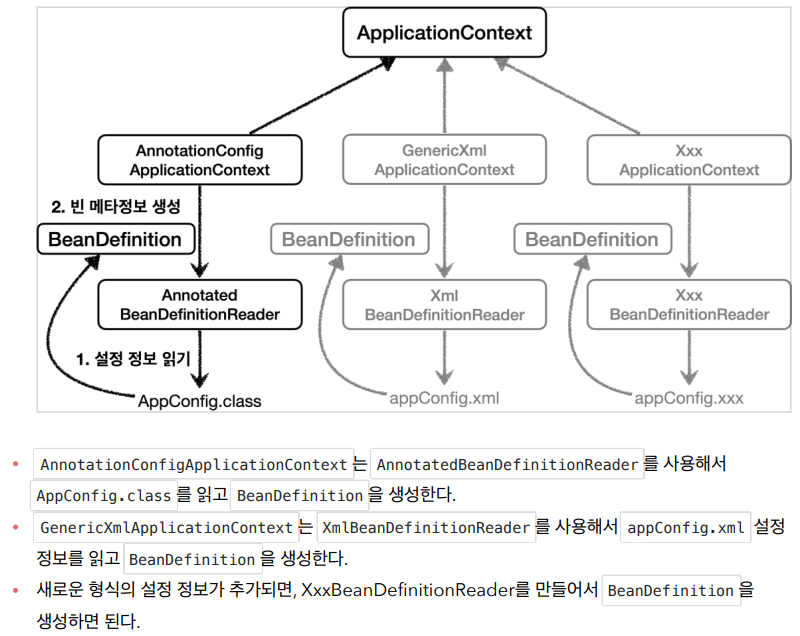 ApplicationContext
AnnotationConfig
ApplicationContext
GenericXml
ApplicationContext
Xxx
ApplicationContext
2. 빈 메타정보 생성
BeanDefinition
BeanDefinition
BeanDefinition
Annotated
BeanDefinitionReader
Xml
BeanDefinitionReader
Xxx
BeanDefinitionReader
1. 설정 정보 읽기
AppConfig.class
appConfig.xml
appConfig.xxx
• AnnotationConfigApplicationContext 는 AnnotatedBeanDefinitionReader 를 사용해서
AppConfig.class 를 읽고 BeanDefinition 을 생성한다.
• GenericXmlApplicationContext 는 XmlBeanDefinitionReader 를 사용해서 appConfig.xml 설정
정보를 읽고 BeanDefinition 을 생성한다.
• 새로운 형식의 설정 정보가 추가되면, XxxBeanDefinitionReader를 만들어서 BeanDefinition 을
생성하면 된다.